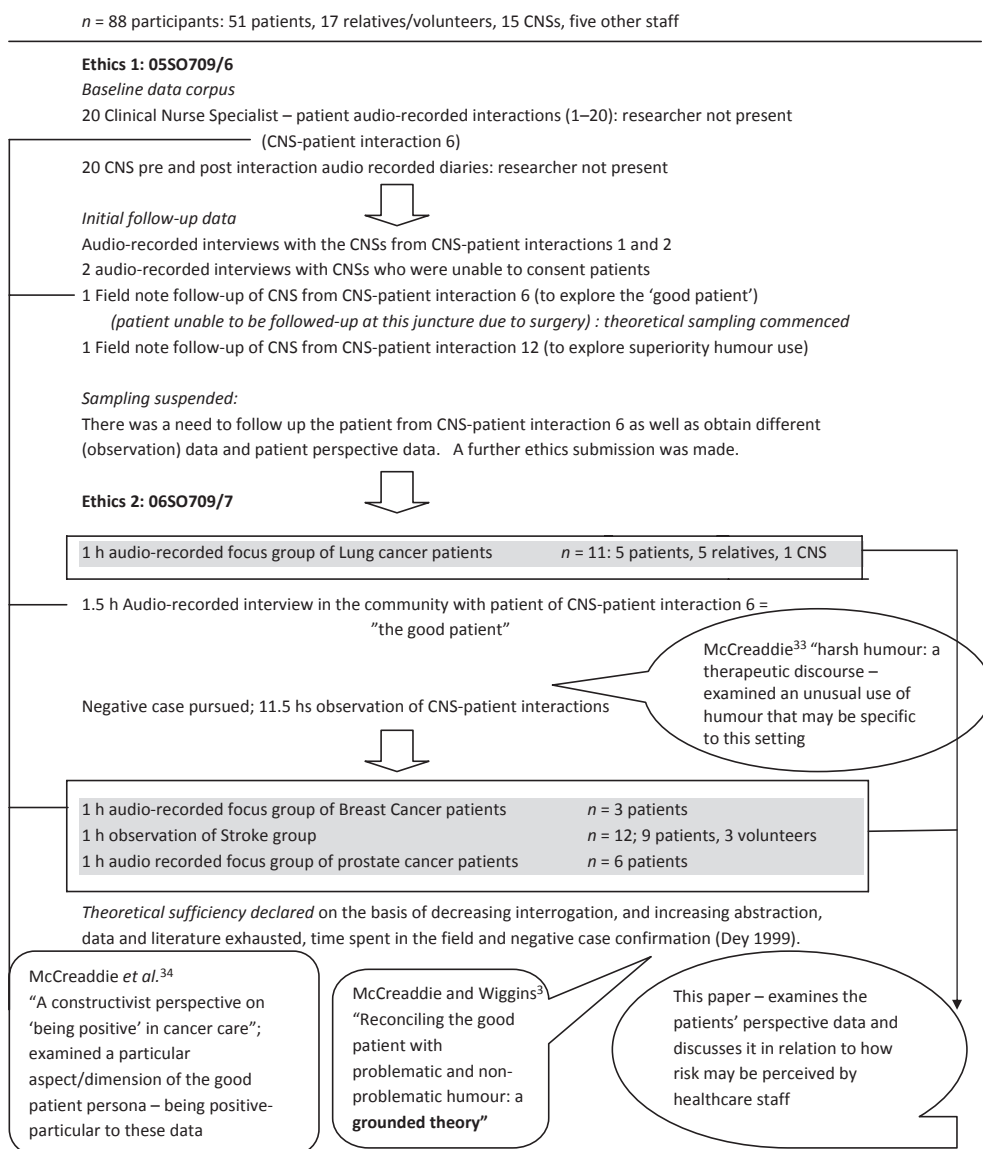 n = 88 participants: 51 patients, 17 relatives/volunteers, 15 CNSs, five other staff
Ethics 1: 05SO709/6
Baseline data corpus
20 Clinical Nurse Specialist – patient audio-recorded interactions (1–20): researcher not present
(CNS-patient interaction 6)
20 CNS pre and post interaction audio recorded diaries: researcher not present
Initial follow-up data
Audio-recorded interviews with the CNSs from CNS-patient interactions 1 and 2
2 audio-recorded interviews with CNSs who were unable to consent patients
1 Field note follow-up of CNS from CNS-patient interaction 6 (to explore the ‘good patient’)
(patient unable to be followed-up at this juncture due to surgery) : theoretical sampling commenced
1 Field note follow-up of CNS from CNS-patient interaction 12 (to explore superiority humour use)
Sampling suspended:
There was a need to follow up the patient from CNS-patient interaction 6 as well as obtain different
(observation) data and patient perspective data. A further ethics submission was made.
Ethics 2: 06SO709/7
1 h audio-recorded focus group of Lung cancer patients n = 11: 5 patients, 5 relatives, 1 CNS
1.5 h Audio-recorded interview in the community with patient of CNS-patient interaction 6 =
”the good patient”
McCreaddie33 “harsh humour: a
therapeutic discourse –
examined an unusual use of
humour that may be specific
to this setting
Negative case pursued; 11.5 hs observation of CNS-patient interactions
1 h audio-recorded focus group of Breast Cancer patients n = 3 patients
1 h observation of Stroke group n = 12; 9 patients, 3 volunteers
1 h audio recorded focus group of prostate cancer patients n = 6 patients
Theoretical sufficiency declared on the basis of decreasing interrogation, and increasing abstraction,
data and literature exhausted, time spent in the field and negative case confirmation (Dey 1999).
McCreaddie et al.34
“A constructivist perspective on
‘being positive’ in cancer care”;
examined a particular
aspect/dimension of the good
patient persona – being positive-
particular to these data
McCreaddie and Wiggins3
“Reconciling the good
patient with
problematic and non-
problematic humour: a
grounded theory”
This paper – examines the
patients’ perspective data and
discusses it in relation to how
risk may be perceived by
healthcare staff